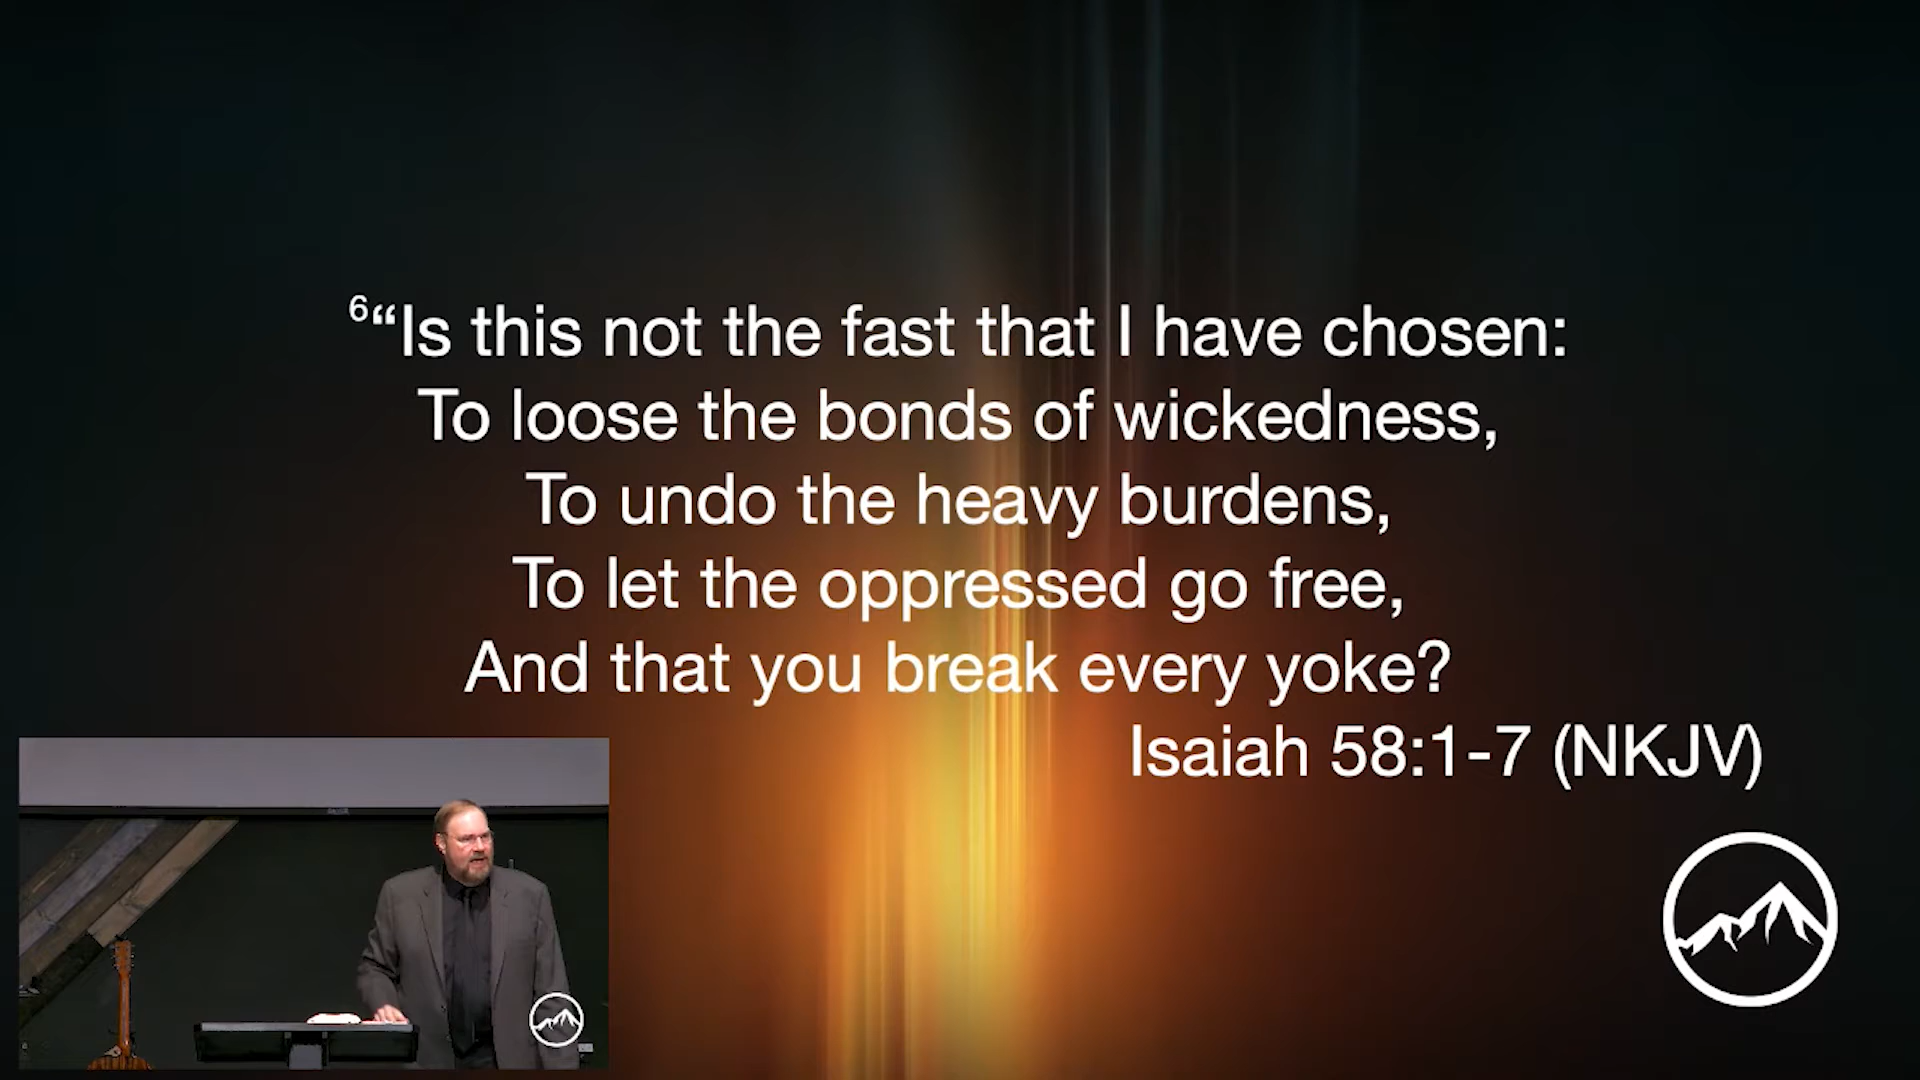 ⁶“Is this not the fast that I have chosen:
To loose the bonds of wickedness,
To undo the heavy burdens,
To let the oppressed go free,
And that you break every yoke?
Isaiah 58:1-7 (NKJV)